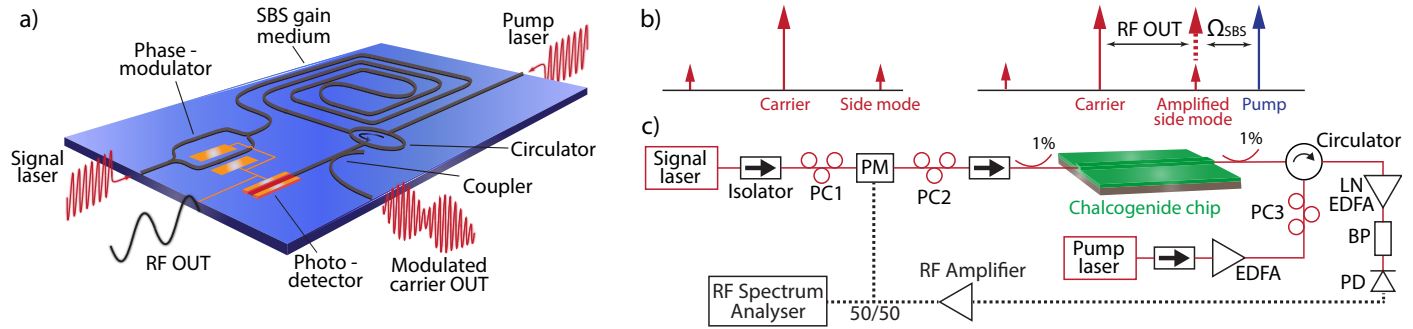 a)
SBS gain
medium
Pump
laser
Phase -
modulator
Signal
laser
Circulator
Coupler
RF OUT
Photo -
detector
Modulated
carrier OUT
b)
Carrier
Side mode
RF OUT
ΩSBS
Carrier
Amplified
side mode
Pump
c)
Signal
laser
Isolator
PC1
PM
PC2
1%
Chalcogenide chip
1%
Circulator
LN
EDFA
PC3
BP
Pump
laser
EDFA
PD
RF Amplifier
RF Spectrum
Analyser
50/50